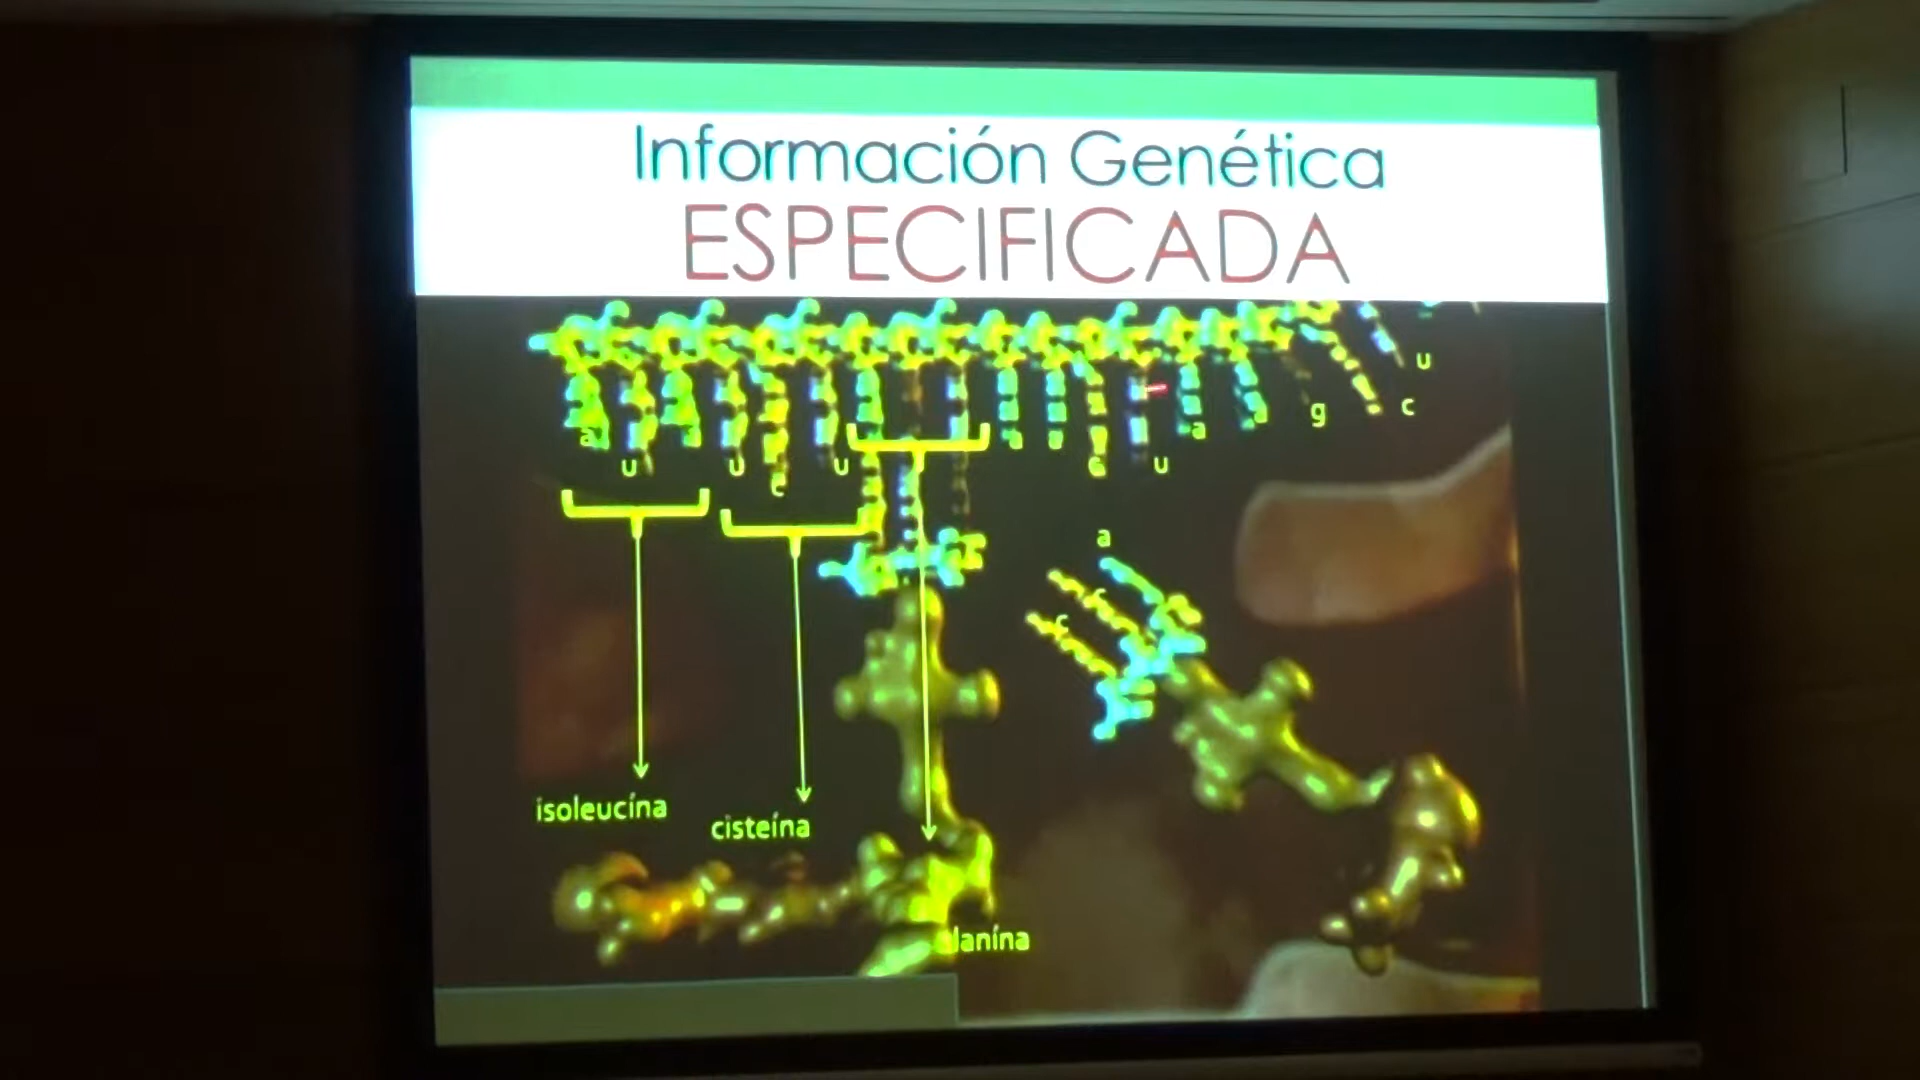 Información Genética
ESPECIFICADA
u
c
g
a
a
u
a
a
u
u
c
u
a
a
G
u
a
c
c
isoleucína
cisteína
lanína